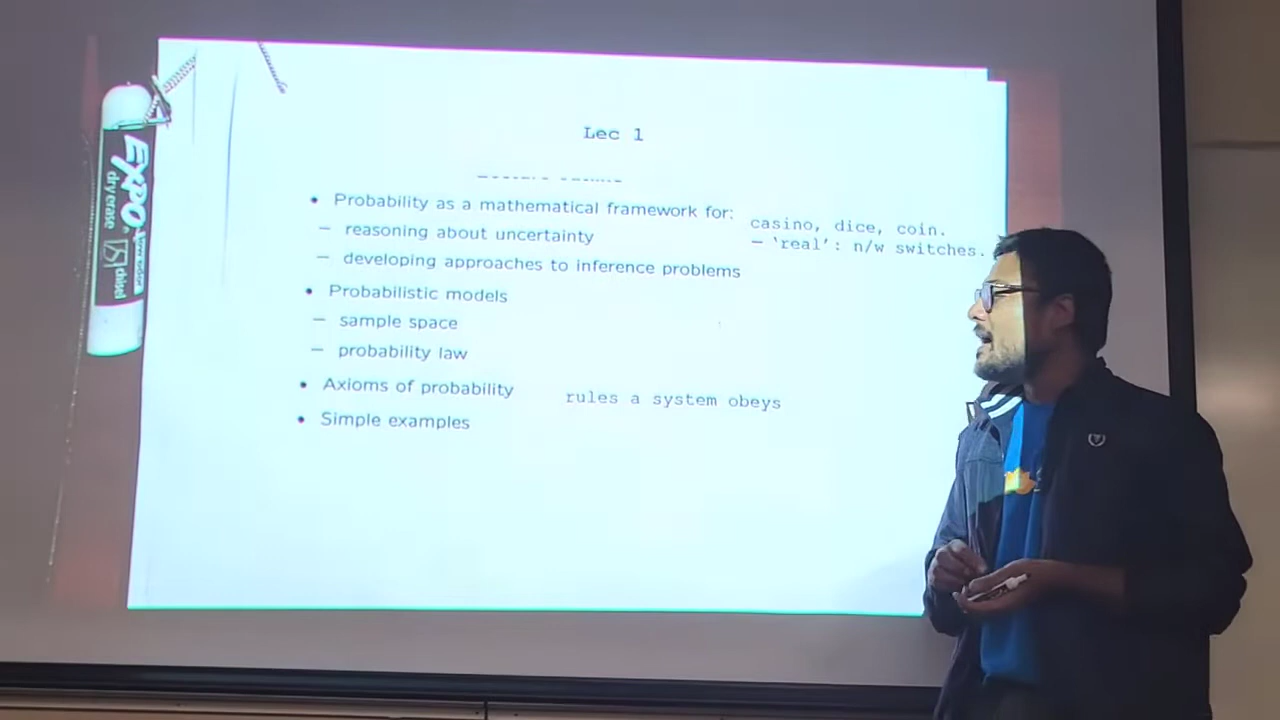 Lec 1
• Probability as a mathematical framework for:
casino, dice, coin.
– reasoning about uncertainty
– 'real': n/w switches.
– developing approaches to inference problems
• Probabilistic models
– sample space
– probability law
• Axioms of probability
rules a system obeys
• Simple examples
EXPO
dry erase
chisel